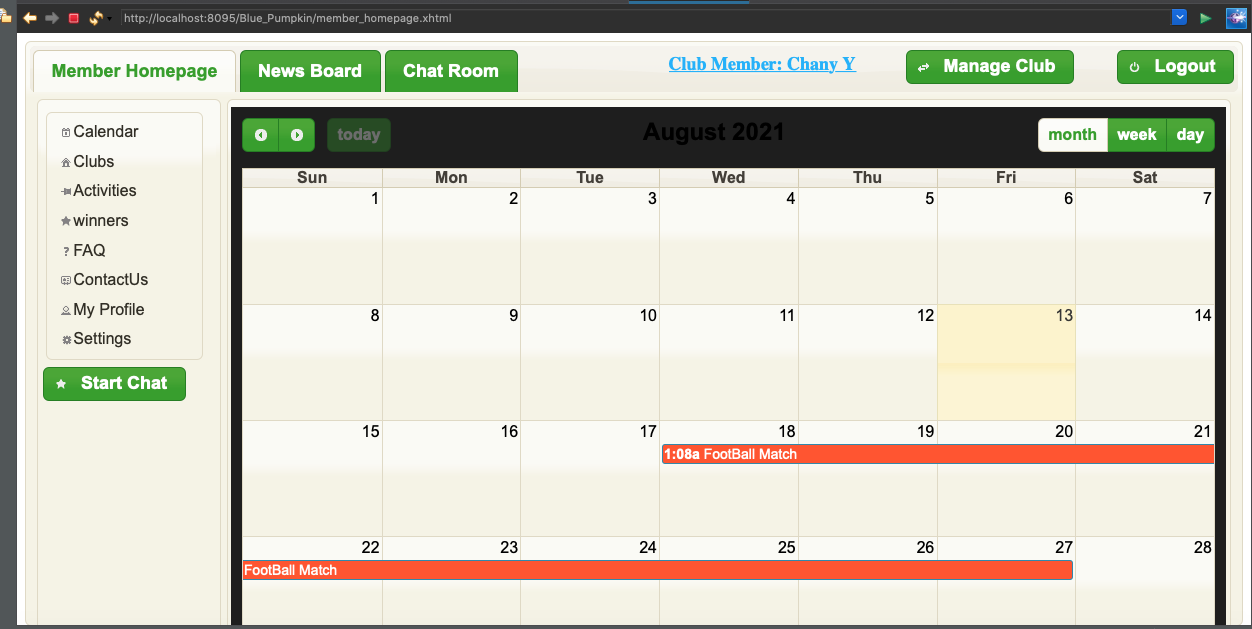 http://localhost:8095/Blue_Pumpkin/member_homepage.xhtml
Member Homepage News Board Chat Room Club Member: Chany Y Manage Club Logout
Calendar
Clubs
Activities
winners
FAQ
ContactUs
My Profile
Settings
Start Chat
today August 2021 month week day
Sun Mon Tue Wed Thu Fri Sat
1 2 3 4 5 6 7
8 9 10 11 12 13 14
15 16 17 18 19 20 21
1:08a FootBall Match
22 23 24 25 26 27 28
FootBall Match